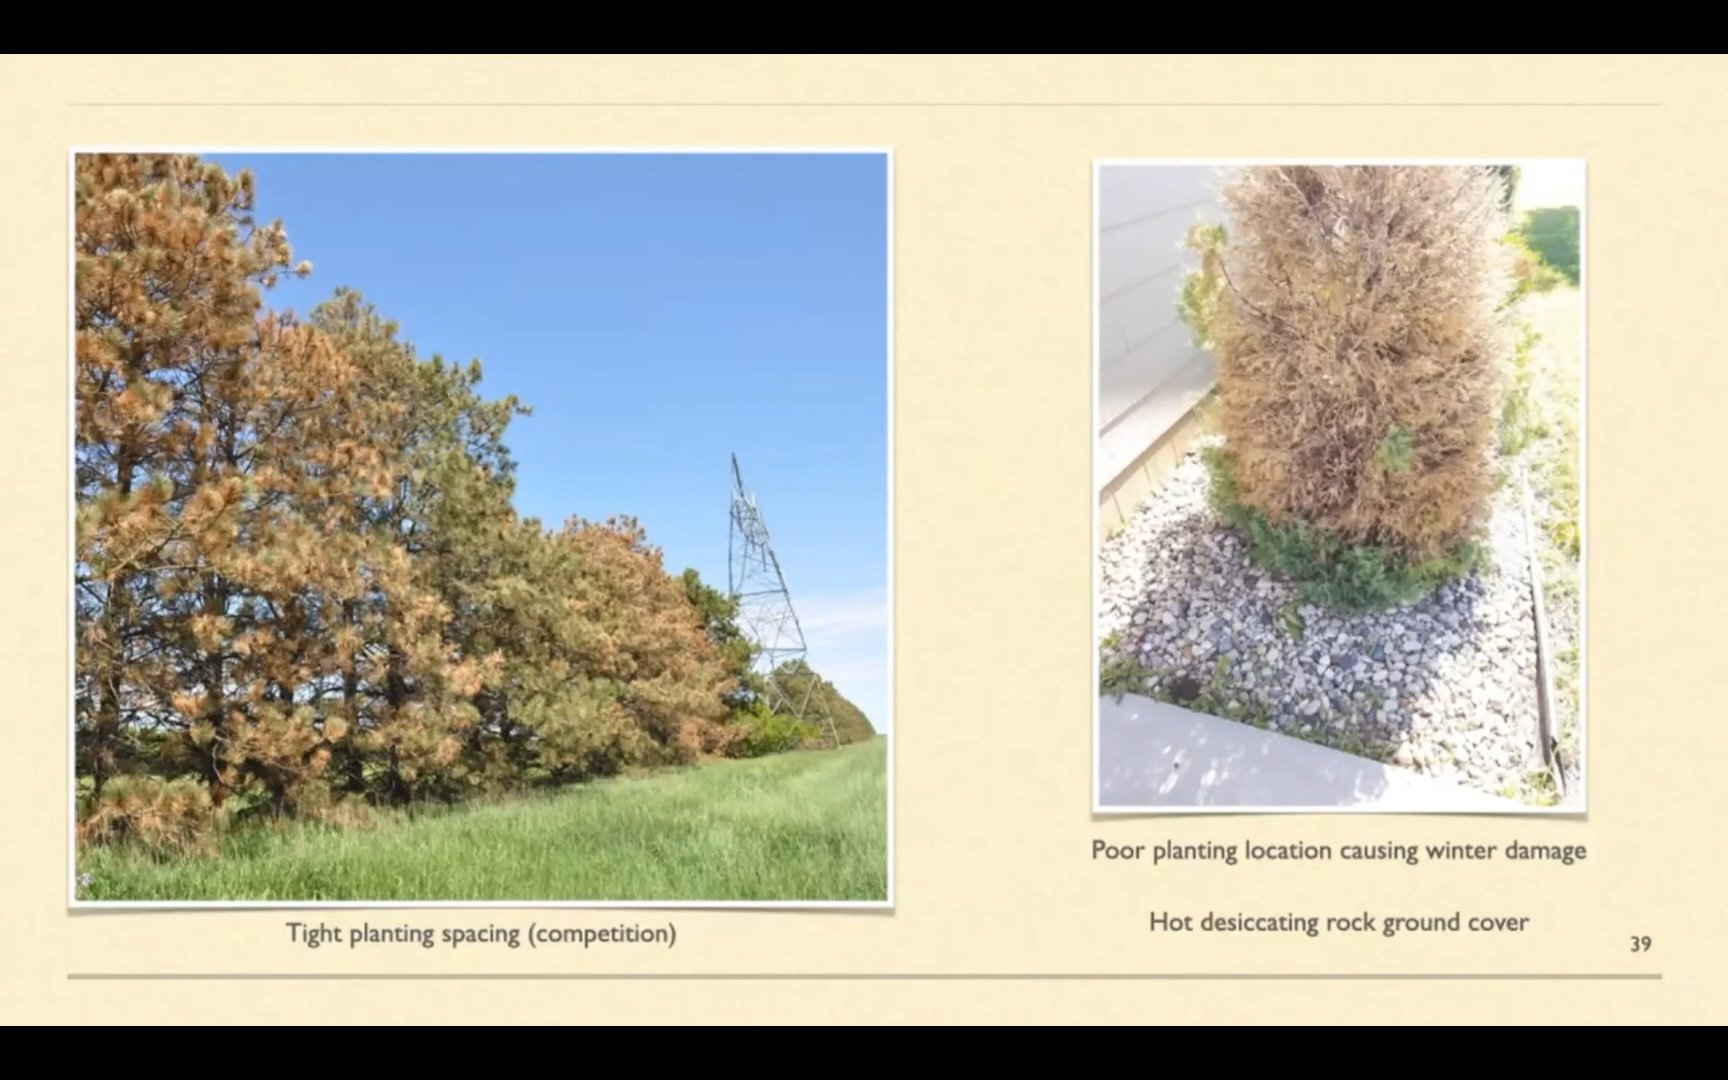 Tight planting spacing (competition)
Poor planting location causing winter damage
Hot desiccating rock ground cover
39